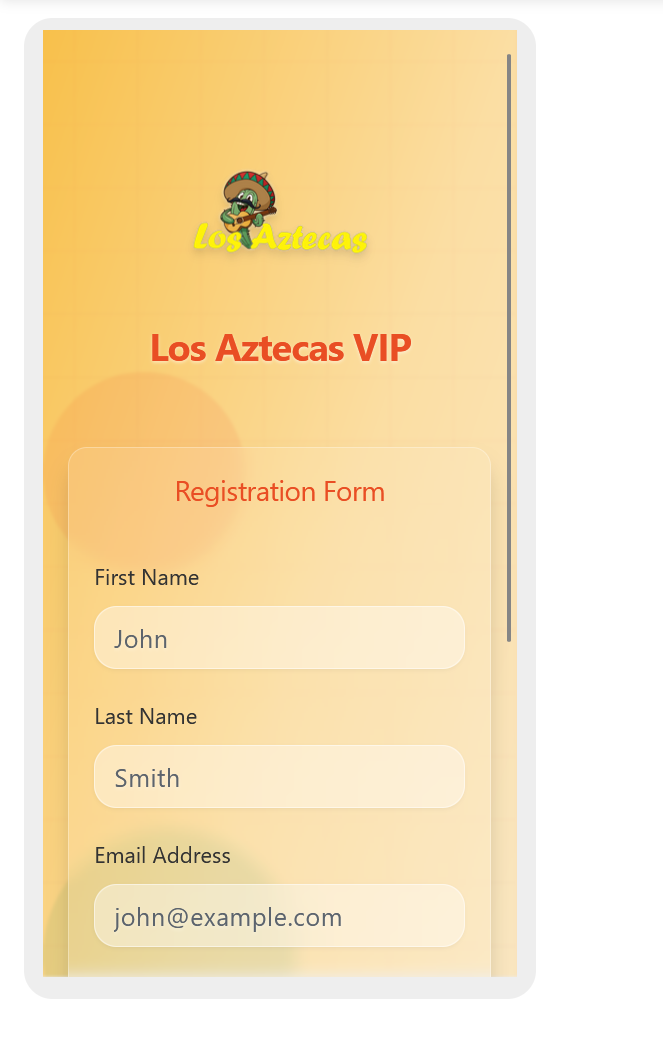 Los Aztecas
Los Aztecas VIP
Registration Form
First Name
John
Last Name
Smith
Email Address
john@example.com